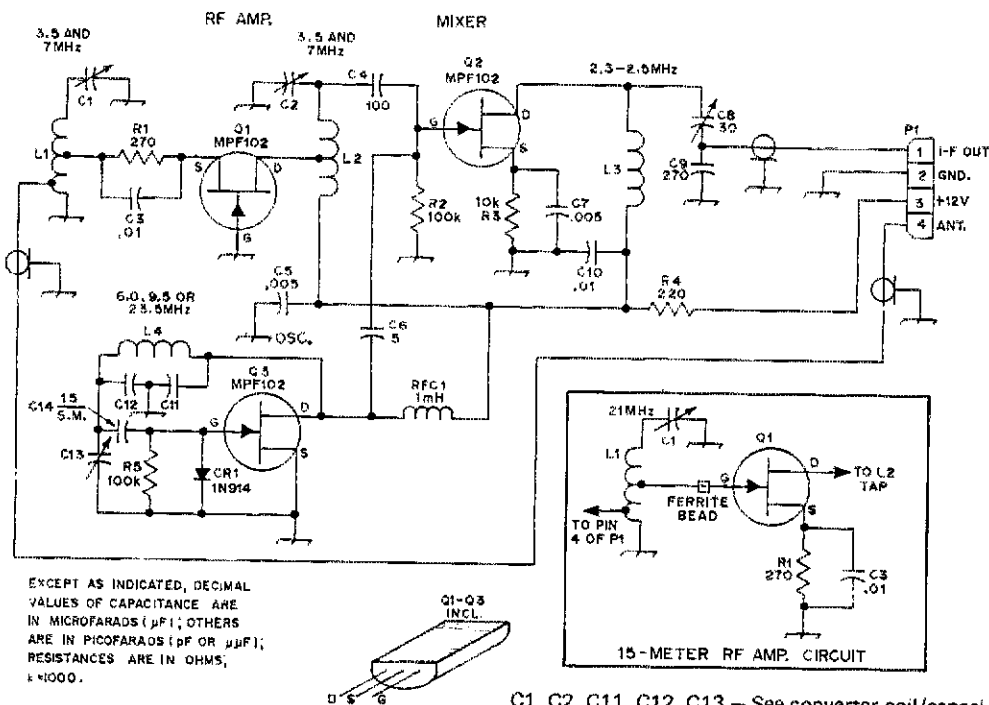 RF AMP.
MIXER
3.5 AND
7MHz
3.5 AND
7MHz
C1
C2
C4
100
Q2
MPF102
2.3-2.5MHz
C8
30
P1
1 I-F OUT
2 GND.
3 +12V
4 ANT.
L1
R1
270
Q1
MPF102
S
D
G
C3
.01
L2
G
D
S
R2
100k
10k
R3
C7
.005
L3
C9
270
C10
.01
R4
220
C5
.005
C6
5
OSC.
6.0, 9.5 OR
23.5MHz
L4
C12
C11
Q3
MPF102
RFC1
1mH
C14
15
S.M.
C13
R5
100k
G
D
S
CR1
1N914
21MHz
C1
L1
Q1
G
D
S
TO L2
TAP
FERRITE
BEAD
TO PIN
4 OF P1
R1
270
C3
.01
15-METER RF AMP. CIRCUIT
EXCEPT AS INDICATED, DECIMAL
VALUES OF CAPACITANCE ARE
IN MICROFARADS (µF); OTHERS
ARE IN PICOFARADS (pF OR µµF);
RESISTANCES ARE IN OHMS;
k=1000.
Q1-Q3
INCL.
D S G
C1, C2, C11, C12, C13 — See converter coil/capaci-